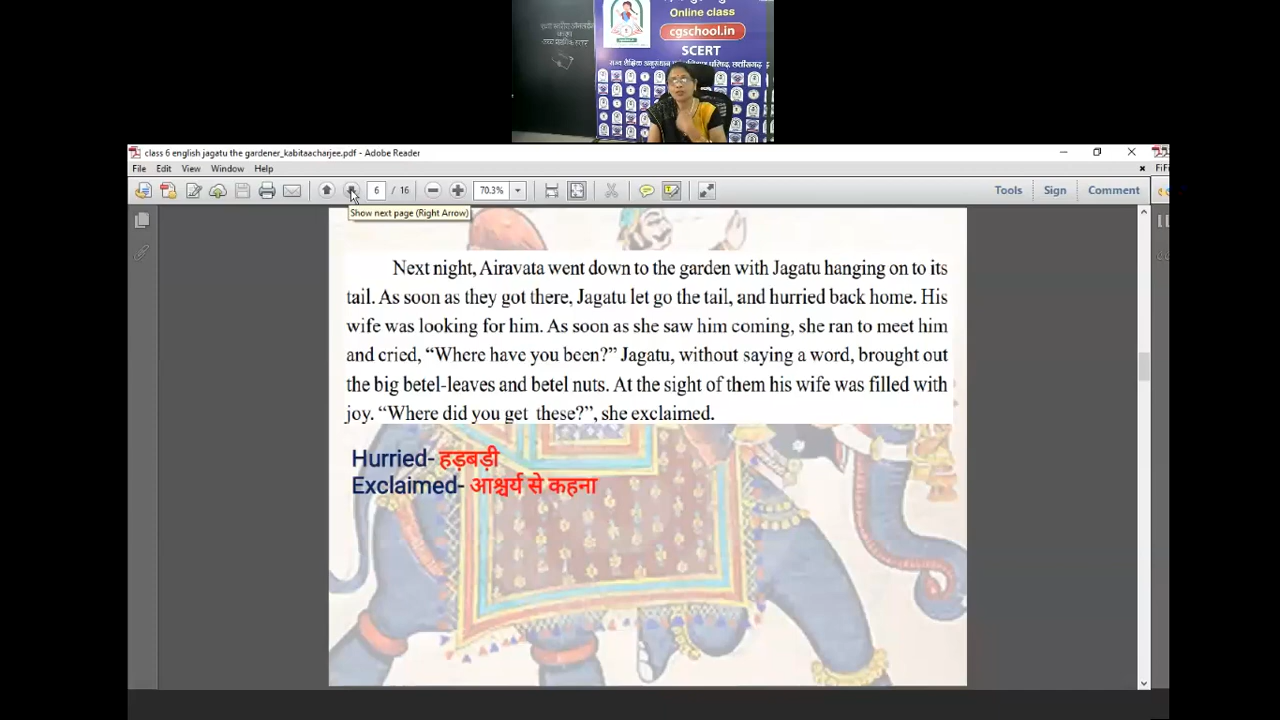 Online class
cgschool.in
SCERT
class 6 english jagatu the gardener_kabitaacharjee.pdf - Adobe Reader
File Edit View Window Help
6 / 16 70.3% Tools Sign Comment
Show next page (Right Arrow)
Next night, Airavata went down to the garden with Jagatu hanging on to its
tail. As soon as they got there, Jagatu let go the tail, and hurried back home. His
wife was looking for him. As soon as she saw him coming, she ran to meet him
and cried, “Where have you been?” Jagatu, without saying a word, brought out
the big betel-leaves and betel nuts. At the sight of them his wife was filled with
joy. “Where did you get these?”, she exclaimed.
Hurried- हड़बड़ी
Exclaimed- आश्चर्य से कहना